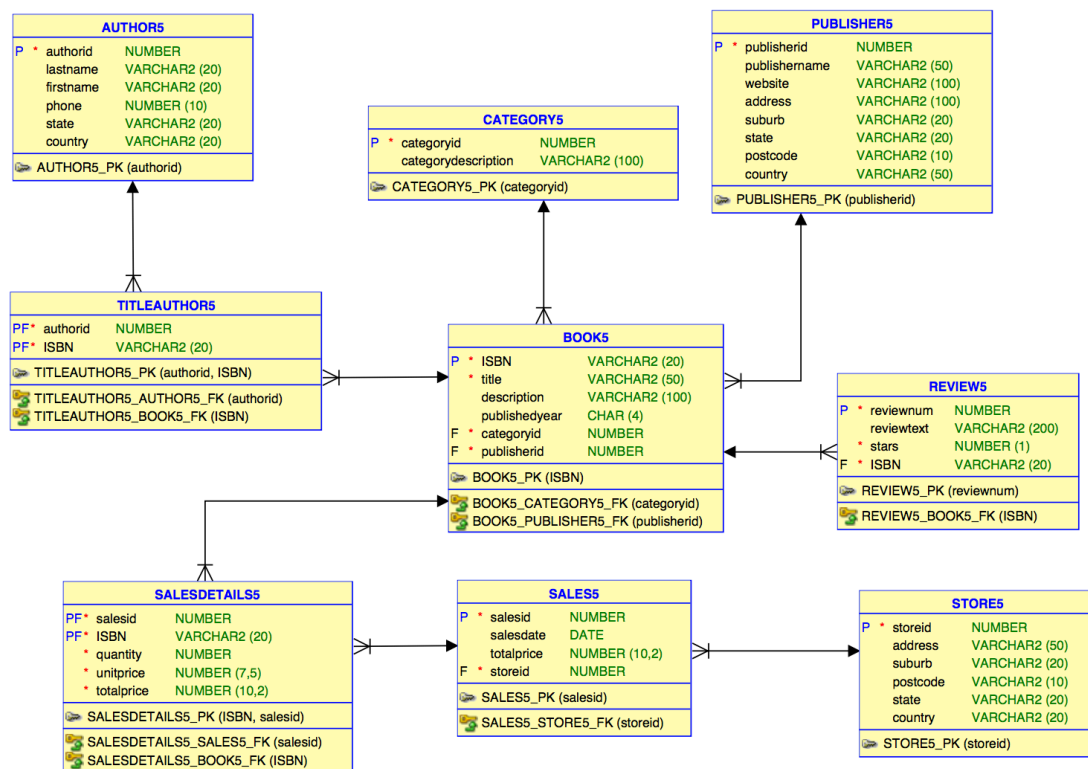 AUTHOR5
P * authorid NUMBER
lastname VARCHAR2 (20)
firstname VARCHAR2 (20)
phone NUMBER (10)
state VARCHAR2 (20)
country VARCHAR2 (20)
AUTHOR5_PK (authorid)
PUBLISHER5
P * publisherid NUMBER
publishername VARCHAR2 (50)
website VARCHAR2 (100)
address VARCHAR2 (100)
suburb VARCHAR2 (20)
state VARCHAR2 (20)
postcode VARCHAR2 (10)
country VARCHAR2 (50)
PUBLISHER5_PK (publisherid)
CATEGORY5
P * categoryid NUMBER
categorydescription VARCHAR2 (100)
CATEGORY5_PK (categoryid)
TITLEAUTHOR5
PF* authorid NUMBER
PF* ISBN VARCHAR2 (20)
TITLEAUTHOR5_PK (authorid, ISBN)
TITLEAUTHOR5_AUTHOR5_FK (authorid)
TITLEAUTHOR5_BOOK5_FK (ISBN)
BOOK5
P * ISBN VARCHAR2 (20)
* title VARCHAR2 (50)
description VARCHAR2 (100)
publishedyear CHAR (4)
F * categoryid NUMBER
F * publisherid NUMBER
BOOK5_PK (ISBN)
BOOK5_CATEGORY5_FK (categoryid)
BOOK5_PUBLISHER5_FK (publisherid)
REVIEW5
P * reviewnum NUMBER
reviewtext VARCHAR2 (200)
* stars NUMBER (1)
F * ISBN VARCHAR2 (20)
REVIEW5_PK (reviewnum)
REVIEW5_BOOK5_FK (ISBN)
SALESDETAILS5
PF* salesid NUMBER
PF* ISBN VARCHAR2 (20)
* quantity NUMBER
* unitprice NUMBER (7,5)
* totalprice NUMBER (10,2)
SALESDETAILS5_PK (ISBN, salesid)
SALESDETAILS5_SALES5_FK (salesid)
SALESDETAILS5_BOOK5_FK (ISBN)
SALES5
P * salesid NUMBER
salesdate DATE
totalprice NUMBER (10,2)
F * storeid NUMBER
SALES5_PK (salesid)
SALES5_STORE5_FK (storeid)
STORE5
P * storeid NUMBER
address VARCHAR2 (50)
suburb VARCHAR2 (20)
postcode VARCHAR2 (10)
state VARCHAR2 (20)
country VARCHAR2 (20)
STORE5_PK (storeid)